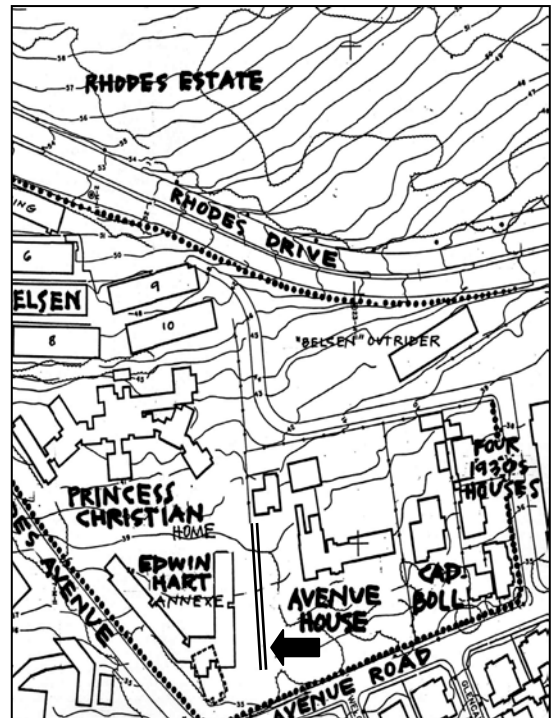 RHODES ESTATE
RHODES DRIVE
ING
6
ELSEN
8
9
10
"BELSEN" OUTRIDER
FOUR
1930S
HOUSES
PRINCESS
CHRISTIAN
HOME
DES AVENUE
EDWIN
HART
ANNEXE
AVENUE
HOUSE
CAD-
BOLL
AVENUE ROAD